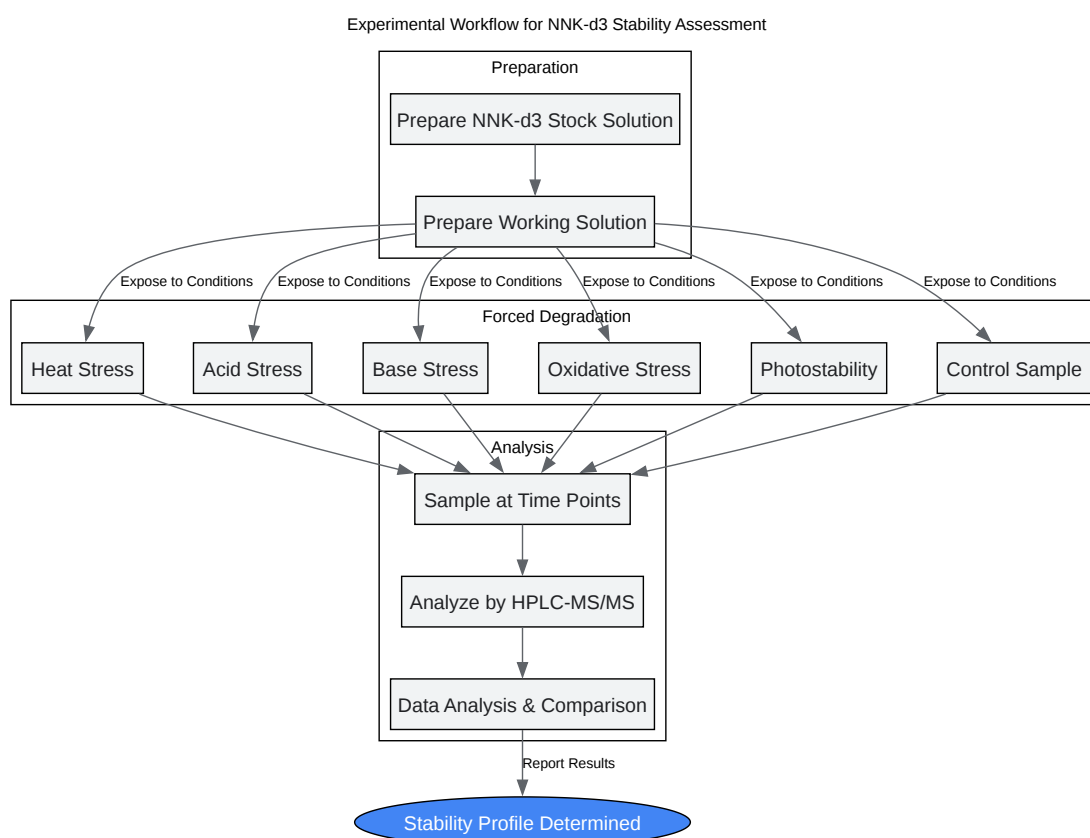 Experimental Workflow for NNK-d3 Stability Assessment
Preparation
Prepare NNK-d3 Stock Solution
Prepare Working Solution
Expose to Conditions
Expose to Conditions
Expose to Conditions
Expose to Conditions
Expose to Conditions
Expose to Conditions
Forced Degradation
Heat Stress
Acid Stress
Base Stress
Oxidative Stress
Photostability
Control Sample
Analysis
Sample at Time Points
Analyze by HPLC-MS/MS
Data Analysis & Comparison
Report Results
Stability Profile Determined